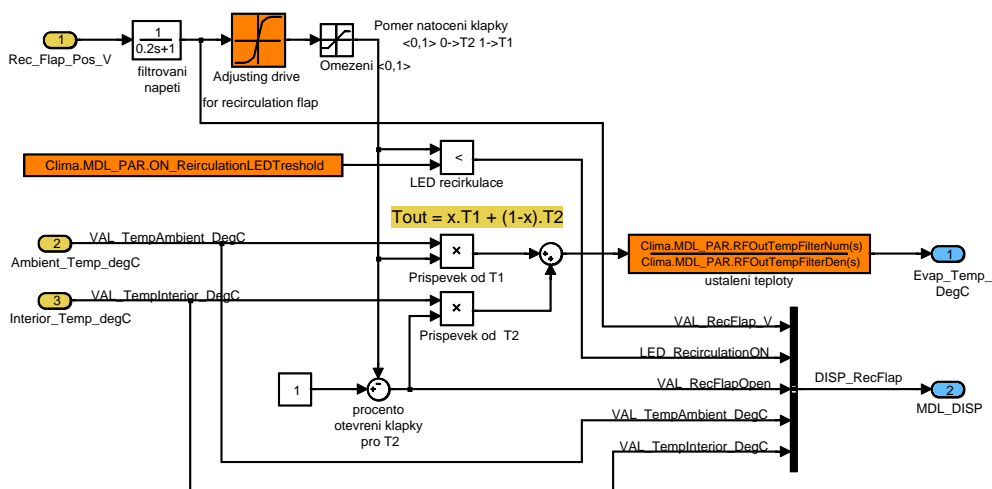 1
Rec_Flap_Pos_V
1
0.2s+1
filtrovani
napeti
Adjusting drive
for recirculation flap
Omezeni <0,1>
Pomer natoceni klapky
<0,1> 0->T2 1->T1
Clima.MDL_PAR.ON_ReirculationLEDTreshold
<
LED recirkulace
Tout = x.T1 + (1-x).T2
2
Ambient_Temp_degC
VAL_TempAmbient_DegC
×
Prispevek od T1
Clima.MDL_PAR.RFOutTempFilterNum(s)
Clima.MDL_PAR.RFOutTempFilterDen(s)
ustaleni teploty
1
Evap_Temp_
DegC
3
Interior_Temp_degC
VAL_TempInterior_DegC
×
Prispevek od T2
VAL_RecFlap_V
LED_RecirculationON
1
procento
otevreni klapky
pro T2
VAL_RecFlapOpen
DISP_RecFlap
2
MDL_DISP
VAL_TempAmbient_DegC
VAL_TempInterior_DegC